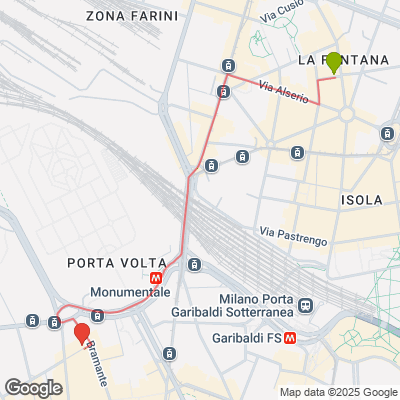 Via Cusio
ZONA FARINI
LA FONTANA
Via Alserio
ISOLA
Via Pastrengo
PORTA VOLTA
Monumentale
Milano Porta
Garibaldi Sotterranea
Garibaldi FS
Bramante
Google
Google
Map data ©2025 Google